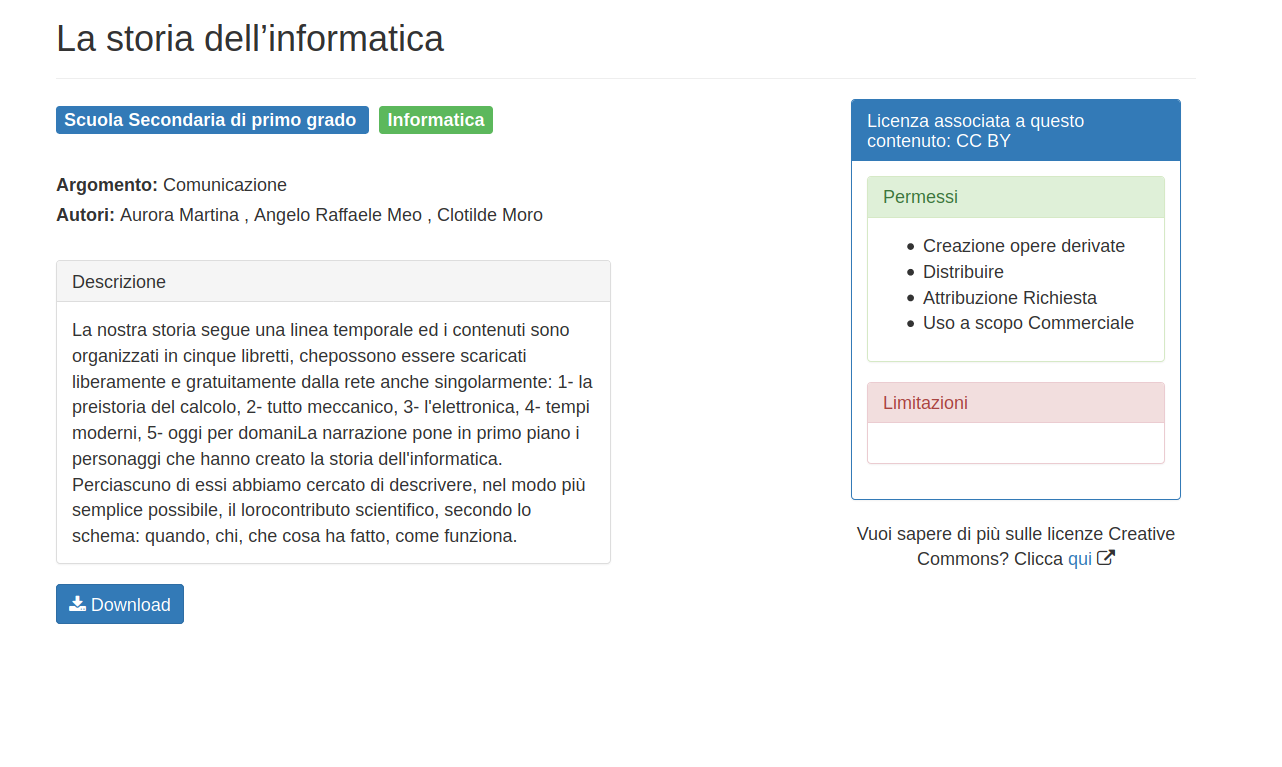 La storia dell’informatica
Scuola Secondaria di primo grado Informatica
Argomento: Comunicazione
Autori: Aurora Martina , Angelo Raffaele Meo , Clotilde Moro
Descrizione
La nostra storia segue una linea temporale ed i contenuti sono
organizzati in cinque libretti, chepossono essere scaricati
liberamente e gratuitamente dalla rete anche singolarmente: 1- la
preistoria del calcolo, 2- tutto meccanico, 3- l'elettronica, 4- tempi
moderni, 5- oggi per domaniLa narrazione pone in primo piano i
personaggi che hanno creato la storia dell'informatica.
Perciascuno di essi abbiamo cercato di descrivere, nel modo più
semplice possibile, il lorocontributo scientifico, secondo lo
schema: quando, chi, che cosa ha fatto, come funziona.
Download
Licenza associata a questo
contenuto: CC BY
Permessi
Creazione opere derivate
Distribuire
Attribuzione Richiesta
Uso a scopo Commerciale
Limitazioni
Vuoi sapere di più sulle licenze Creative
Commons? Clicca qui